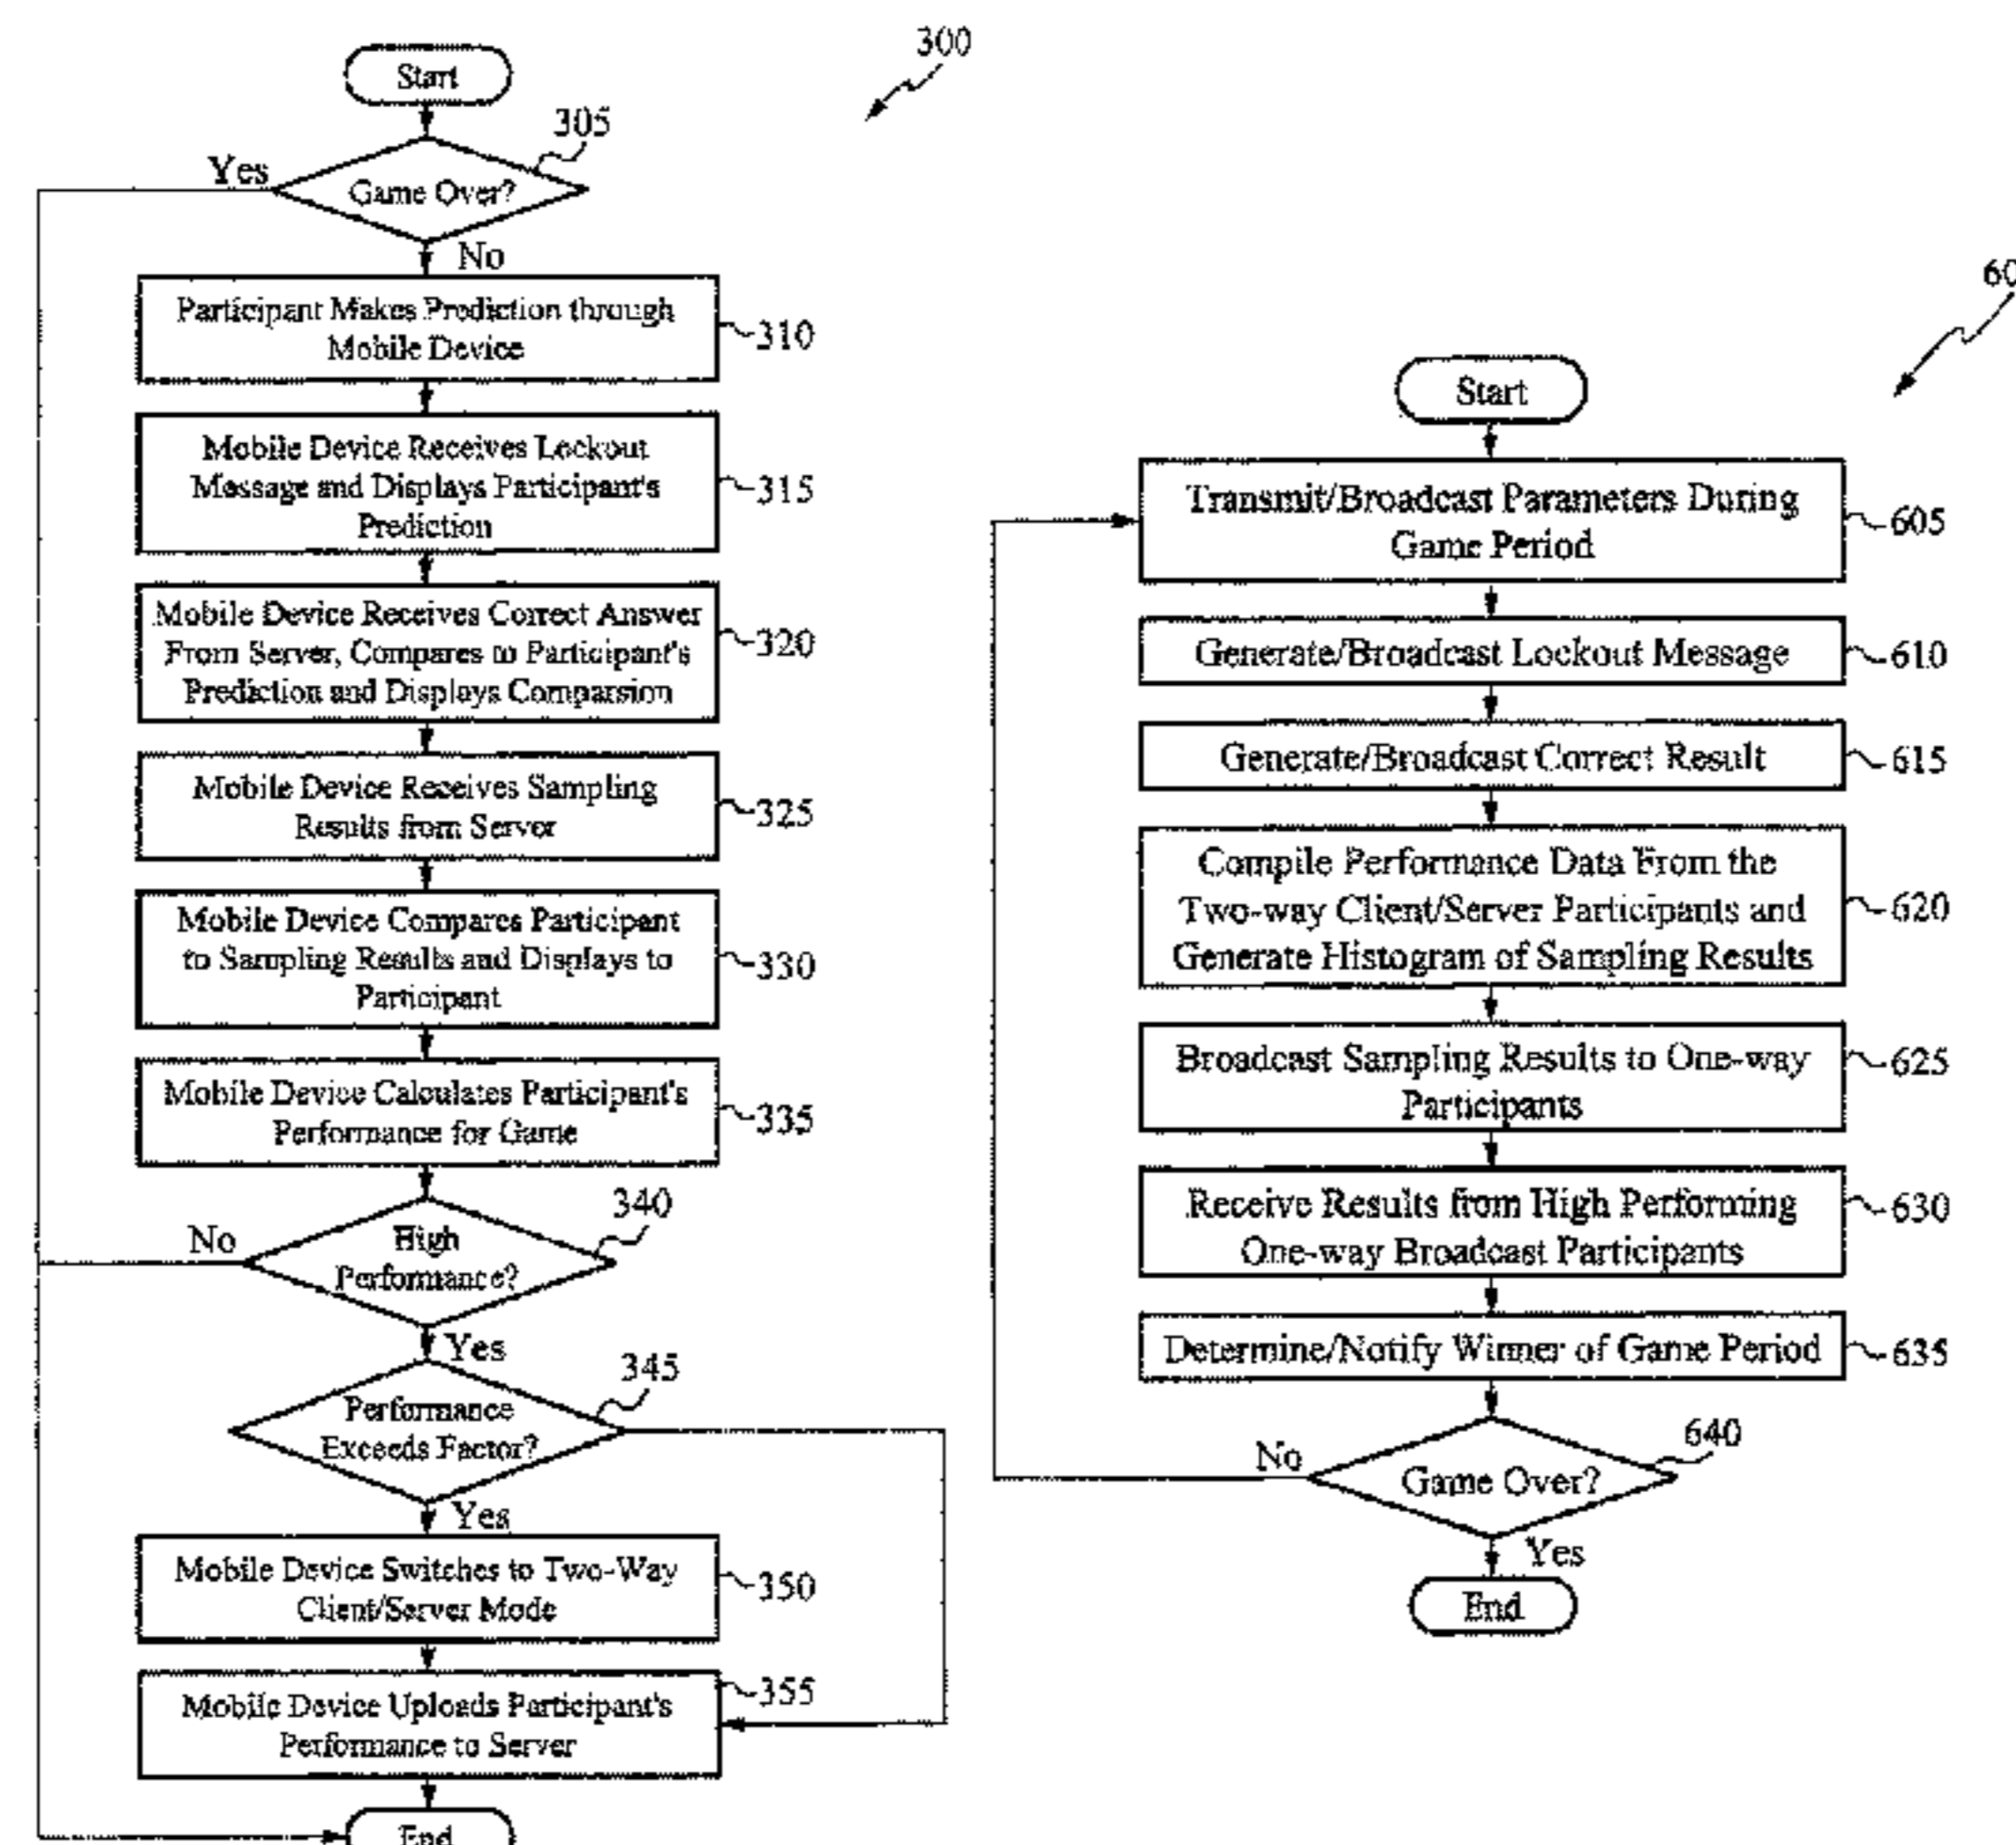 300
Start
305
Yes
Game Over?
No
Participant Makes Prediction through
Mobile Device
310
Mobile Device Receives Lockout
Message and Displays Participant's
Prediction
315
Mobile Device Receives Correct Answer
From Server, Compares to Participant's
Prediction and Displays Comparsion
320
Mobile Device Receives Sampling
Results from Server
325
Mobile Device Compares Participant
to Sampling Results and Displays to
Participant
330
Mobile Device Calculates Participant's
Performance for Game
335
340
No
High
Performance?
Yes
345
Performance
Exceeds Factor?
Yes
Mobile Device Switches to Two-Way
Client/Server Mode
350
Mobile Device Uploads Participant's
Performance to Server
355
End
60
Start
Transmit/Broadcast Parameters During
Game Period
605
Generate/Broadcast Lockout Message
610
Generate/Broadcast Correct Result
615
Compile Performance Data From the
Two-way Client/Server Participants and
Generate Histogram of Sampling Results
620
Broadcast Sampling Results to One-way
Participants
625
Receive Results from High Performing
One-way Broadcast Participants
630
Determine/Notify Winner of Game Period
635
640
No
Game Over?
Yes
End